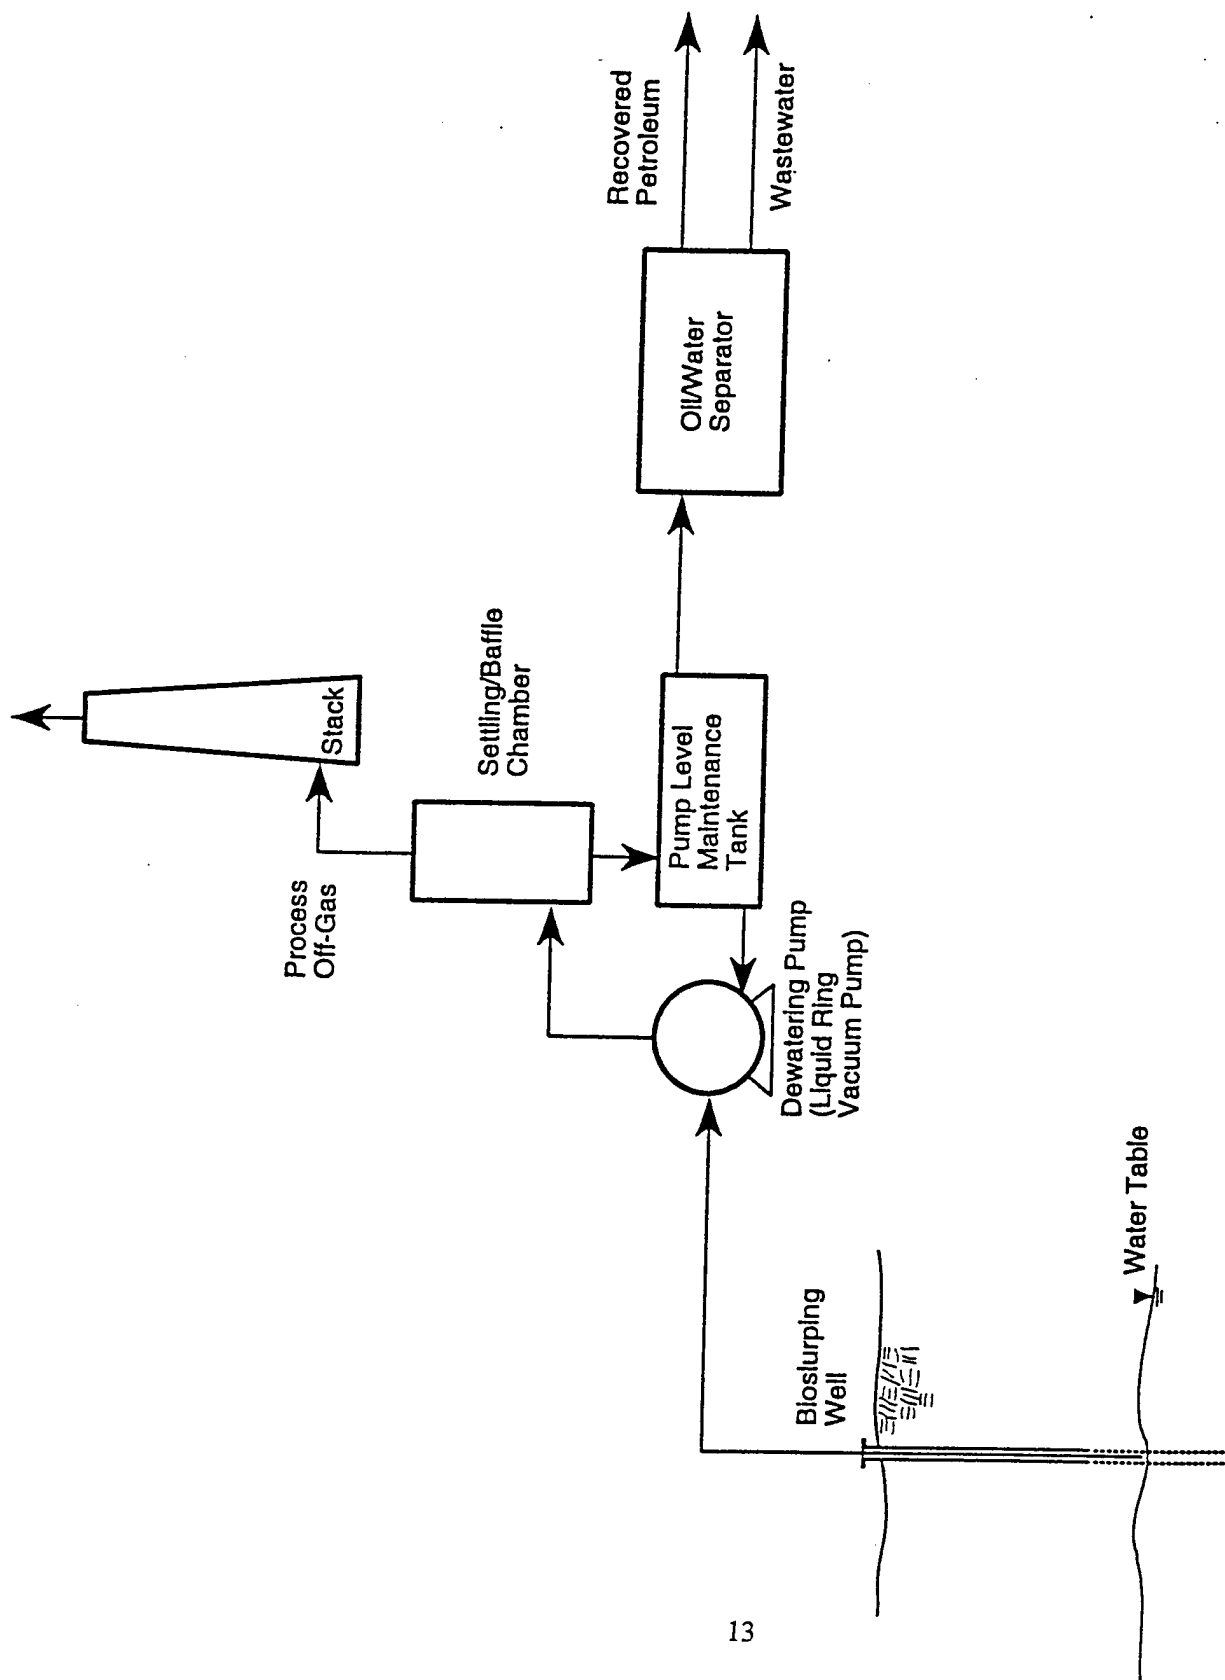 Stack
Process
Off-Gas
Settling/Baffle
Chamber
Recovered
Petroleum
Wastewater
Oil/Water
Separator
Pump Level
Maintenance
Tank
Dewatering Pump
(Liquid Ring
Vacuum Pump)
Bioslurping
Well
Water Table
13